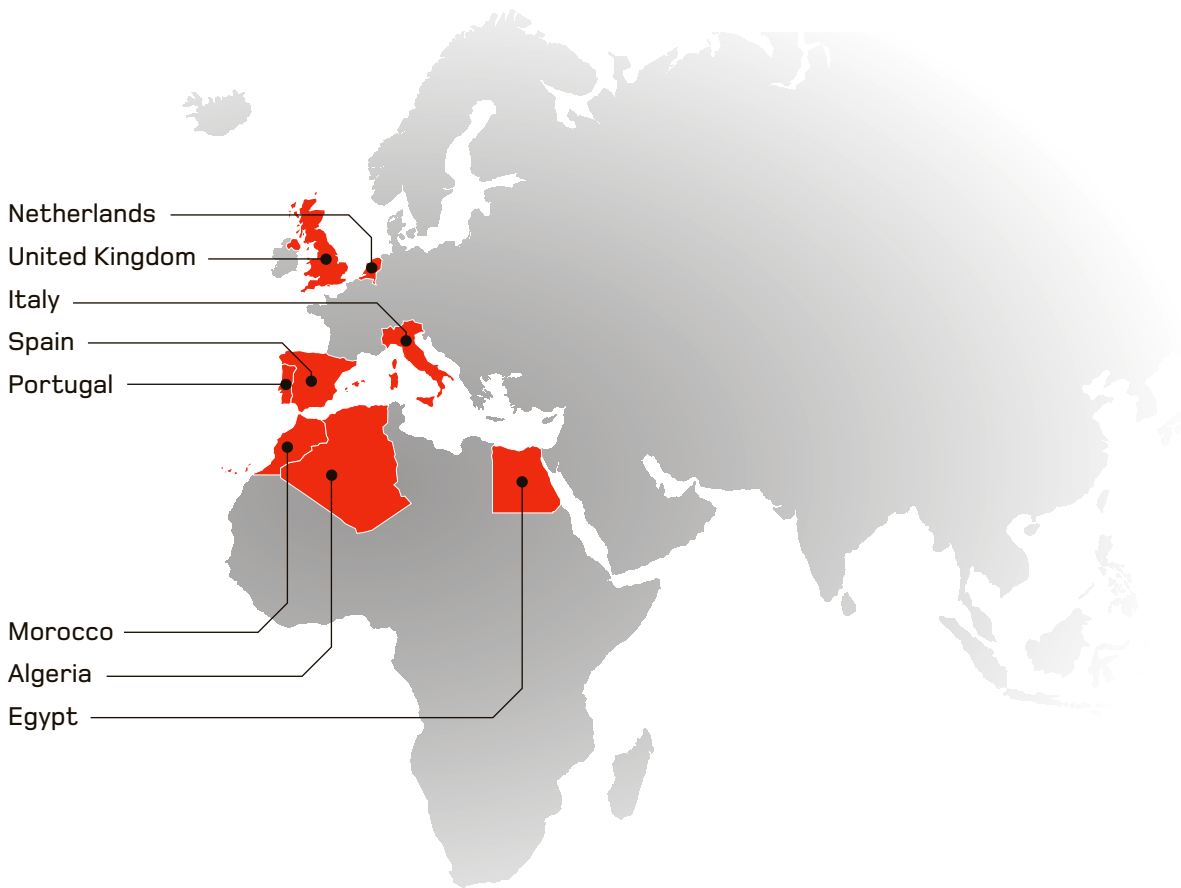 Netherlands
United Kingdom
Italy
Spain
Portugal
Morocco
Algeria
Egypt